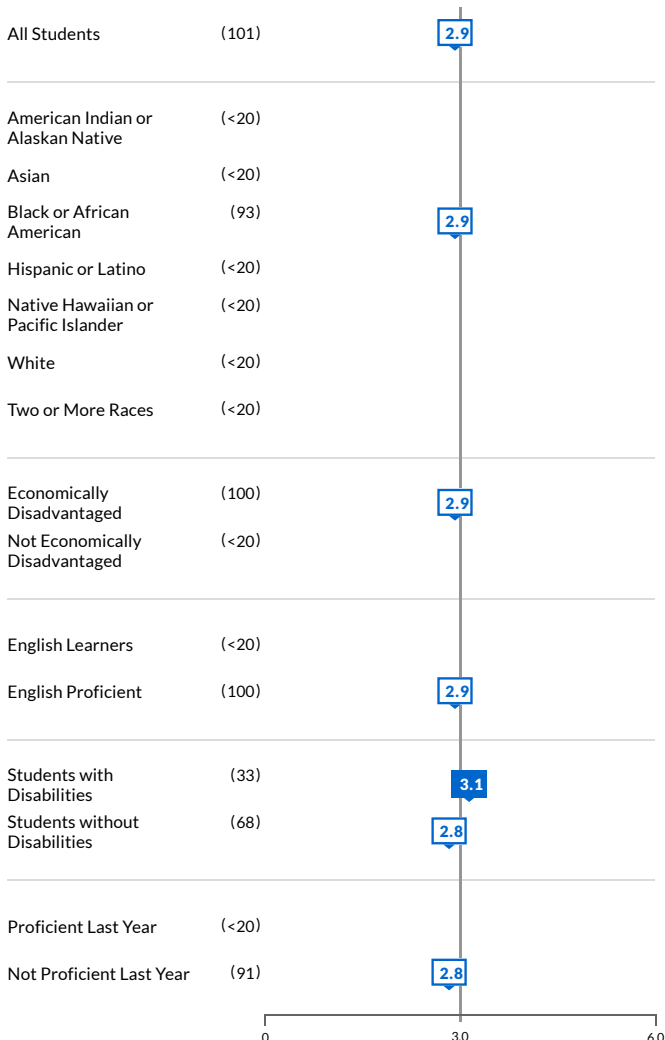 All Students (101) 2.9
American Indian or (<20)
Alaskan Native
Asian (<20)
Black or African (93) 2.9
American
Hispanic or Latino (<20)
Native Hawaiian or (<20)
Pacific Islander
White (<20)
Two or More Races (<20)
Economically (100) 2.9
Disadvantaged
Not Economically (<20)
Disadvantaged
English Learners (<20)
English Proficient (100) 2.9
Students with (33) 3.1
Disabilities
Students without (68) 2.8
Disabilities
Proficient Last Year (<20)
Not Proficient Last Year (91) 2.8
0 3.0 6.0